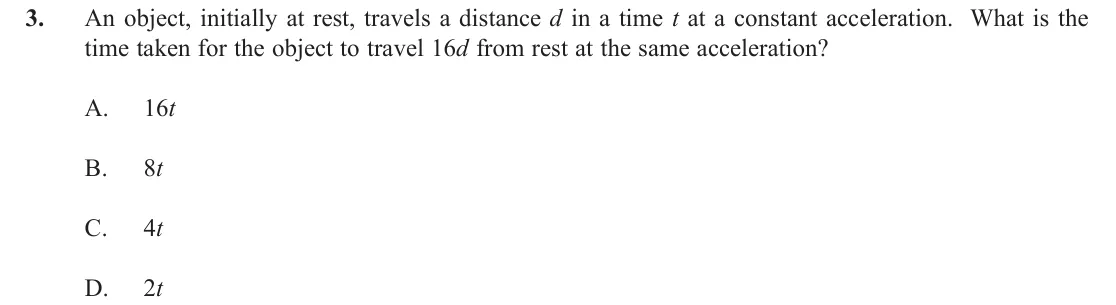 3. An object, initially at rest, travels a distance d in a time t at a constant acceleration. What is the
time taken for the object to travel 16d from rest at the same acceleration?
A. 16t
B. 8t
C. 4t
D. 2t